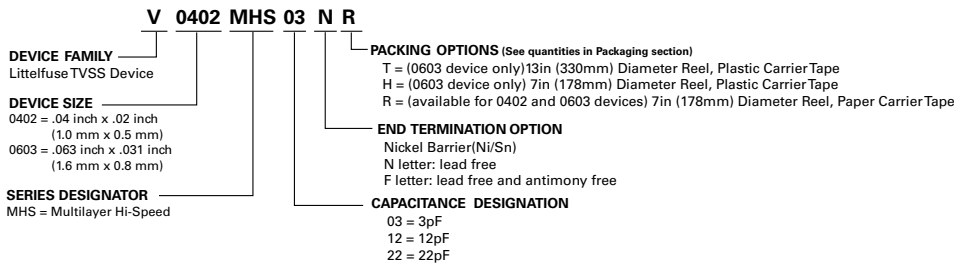 V 0402 MHS 03 N R
DEVICE FAMILY
Littelfuse TVSS Device
DEVICE SIZE
0402 = .04 inch x .02 inch
(1.0 mm x 0.5 mm)
0603 = .063 inch x .031 inch
(1.6 mm x 0.8 mm)
SERIES DESIGNATOR
MHS = Multilayer Hi-Speed
PACKING OPTIONS (See quantities in Packaging section)
T = (0603 device only)13in (330mm) Diameter Reel, Plastic Carrier Tape
H = (0603 device only) 7in (178mm) Diameter Reel, Plastic Carrier Tape
R = (available for 0402 and 0603 devices) 7in (178mm) Diameter Reel, Paper Carrier Tape
END TERMINATION OPTION
Nickel Barrier(Ni/Sn)
N letter: lead free
F letter: lead free and antimony free
CAPACITANCE DESIGNATION
03 = 3pF
12 = 12pF
22 = 22pF